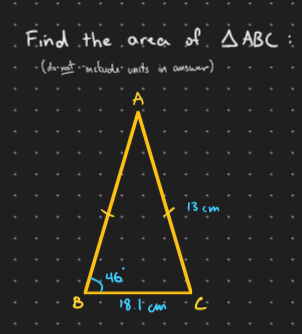 Find the area of △ABC :
(do not include units in answer)
A
13 cm
46°
B
18.1 cm
C